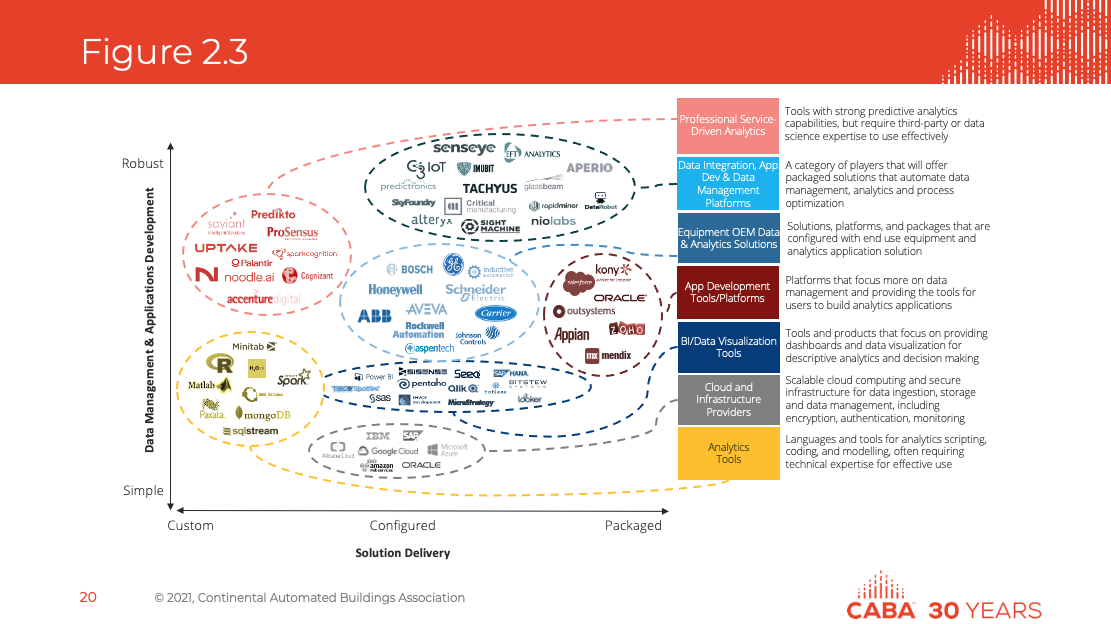 Figure 2.3
Robust
Simple
Data Management & Applications Development
Custom
Configured
Packaged
Solution Delivery
senseye
EFT ANALYTICS
C3 IoT
IMUBIT
APERIO
predictronics
TACHYUS
glassbeam
SkyFoundry
Critical
manufacturing
rapidminer
DataRobot
alteryx
SIGHT
MACHINE
niolabs
Predikto
saviant
ProSensus
UPTAKE
sparkcognition
Palantir
noodle.ai
Cognizant
accenturedigital
BOSCH
GE
inductive
automation
Honeywell
Schneider
Electric
ABB
AVEVA
Carrier
Rockwell
Automation
Johnson
Controls
aspentech
kony
salesforce
ORACLE
outsystems
Appian
ZOHO
mx mendix
Minitab
R
H2O
Matlab
Spark
Paxata
mongoDB
sqlstream
Power BI
SISENSE
Seeq
SAP HANA
TIBCO Spotfire
pentaho
Qlik
tableau
BITSTEW
sas
MicroStrategy
looker
IBM
SAP
Alibaba Cloud
Google Cloud
Microsoft
Azure
amazon
web services
ORACLE
Professional Service-
Driven Analytics
Tools with strong predictive analytics
capabilities, but require third-party or data
science expertise to use effectively
Data Integration, App
Dev & Data
Management
Platforms
A category of players that will offer
packaged solutions that automate data
management, analytics and process
optimization
Equipment OEM Data
& Analytics Solutions
Solutions, platforms, and packages that are
configured with end use equipment and
analytics application solution
App Development
Tools/Platforms
Platforms that focus more on data
management and providing the tools for
users to build analytics applications
BI/Data Visualization
Tools
Tools and products that focus on providing
dashboards and data visualization for
descriptive analytics and decision making
Cloud and
Infrastructure
Providers
Scalable cloud computing and secure
infrastructure for data ingestion, storage
and data management, including
encryption, authentication, monitoring
Analytics
Tools
Languages and tools for analytics scripting,
coding, and modelling, often requiring
technical expertise for effective use
20
© 2021, Continental Automated Buildings Association
CABA 30 YEARS